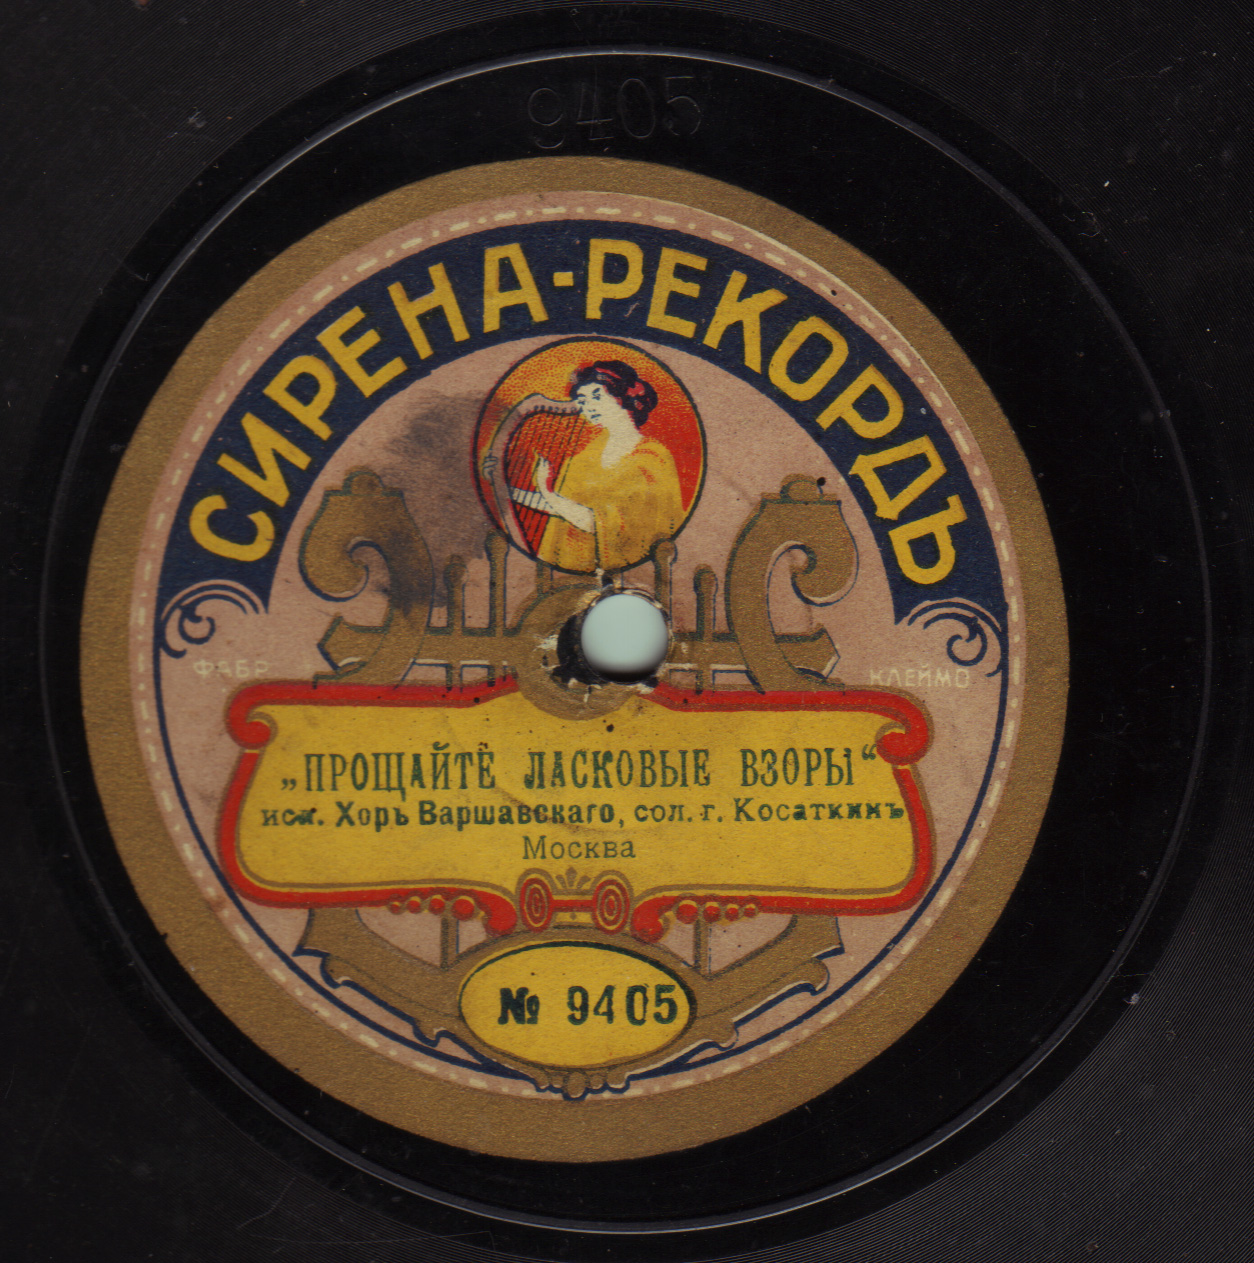 9405
СИРЕНА-РЕКОРДЪ
ФАБР КЛЕЙМО
„ПРОЩАЙТЕ ЛАСКОВЫЕ ВЗОРЫ“
исп. Хоръ Варшавскаго, сол. г. Косаткинъ
Москва
№ 9405